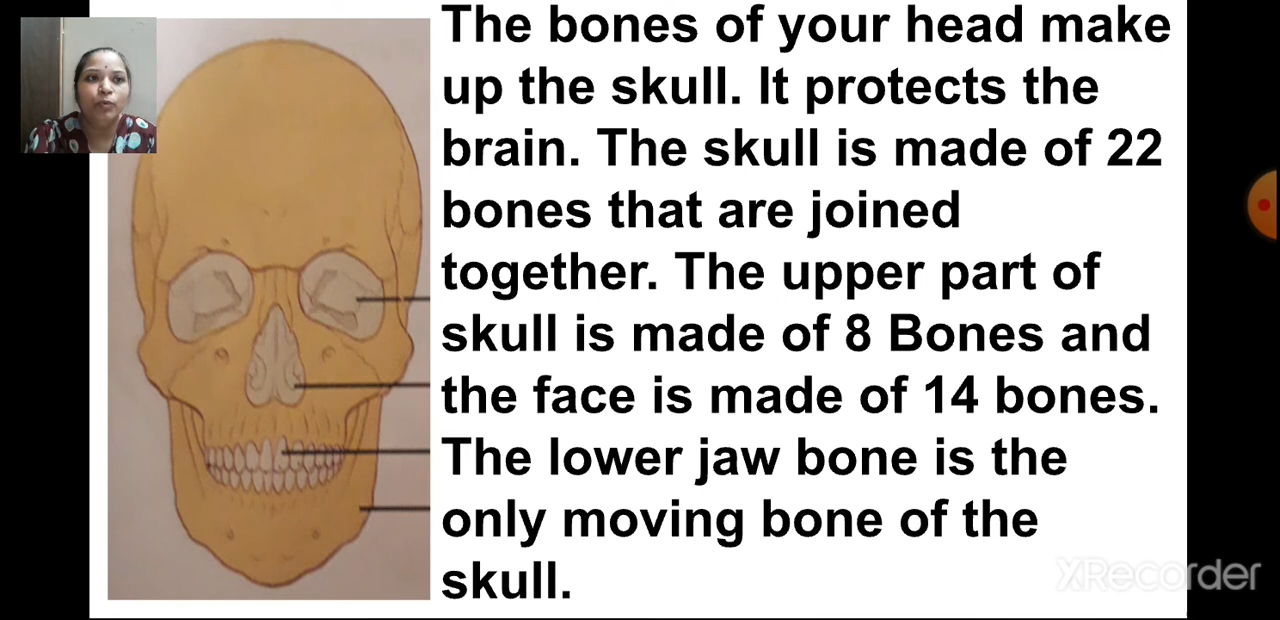 The bones of your head make
up the skull. It protects the
brain. The skull is made of 22
bones that are joined
together. The upper part of
skull is made of 8 Bones and
the face is made of 14 bones.
The lower jaw bone is the
only moving bone of the
skull.
XRecorder